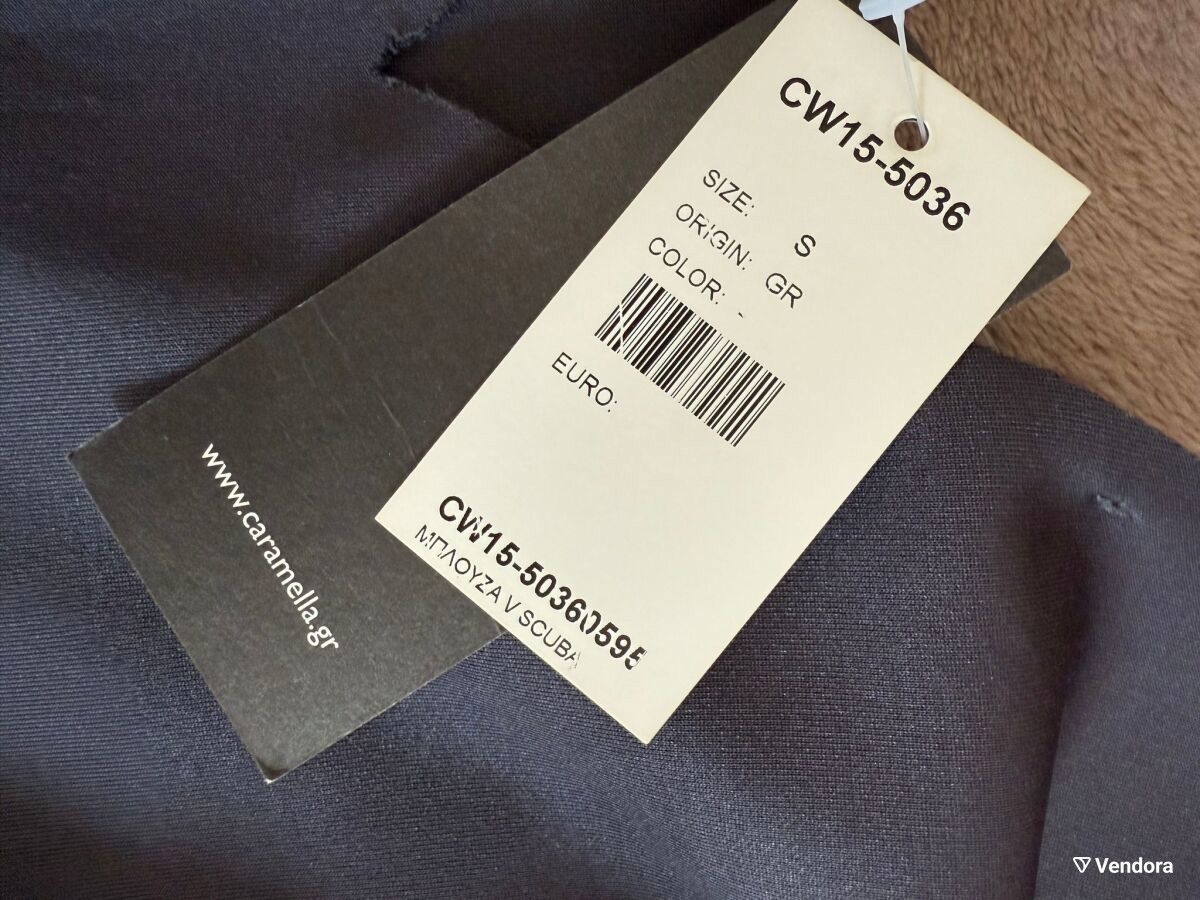 CW15-5036
SIZE: S
ORIGIN: GR
COLOR: -
EURO:
CW15-50360595
ΜΠΛΟΥΖΑ V SCUBA
www.caramella.gr
Vendora